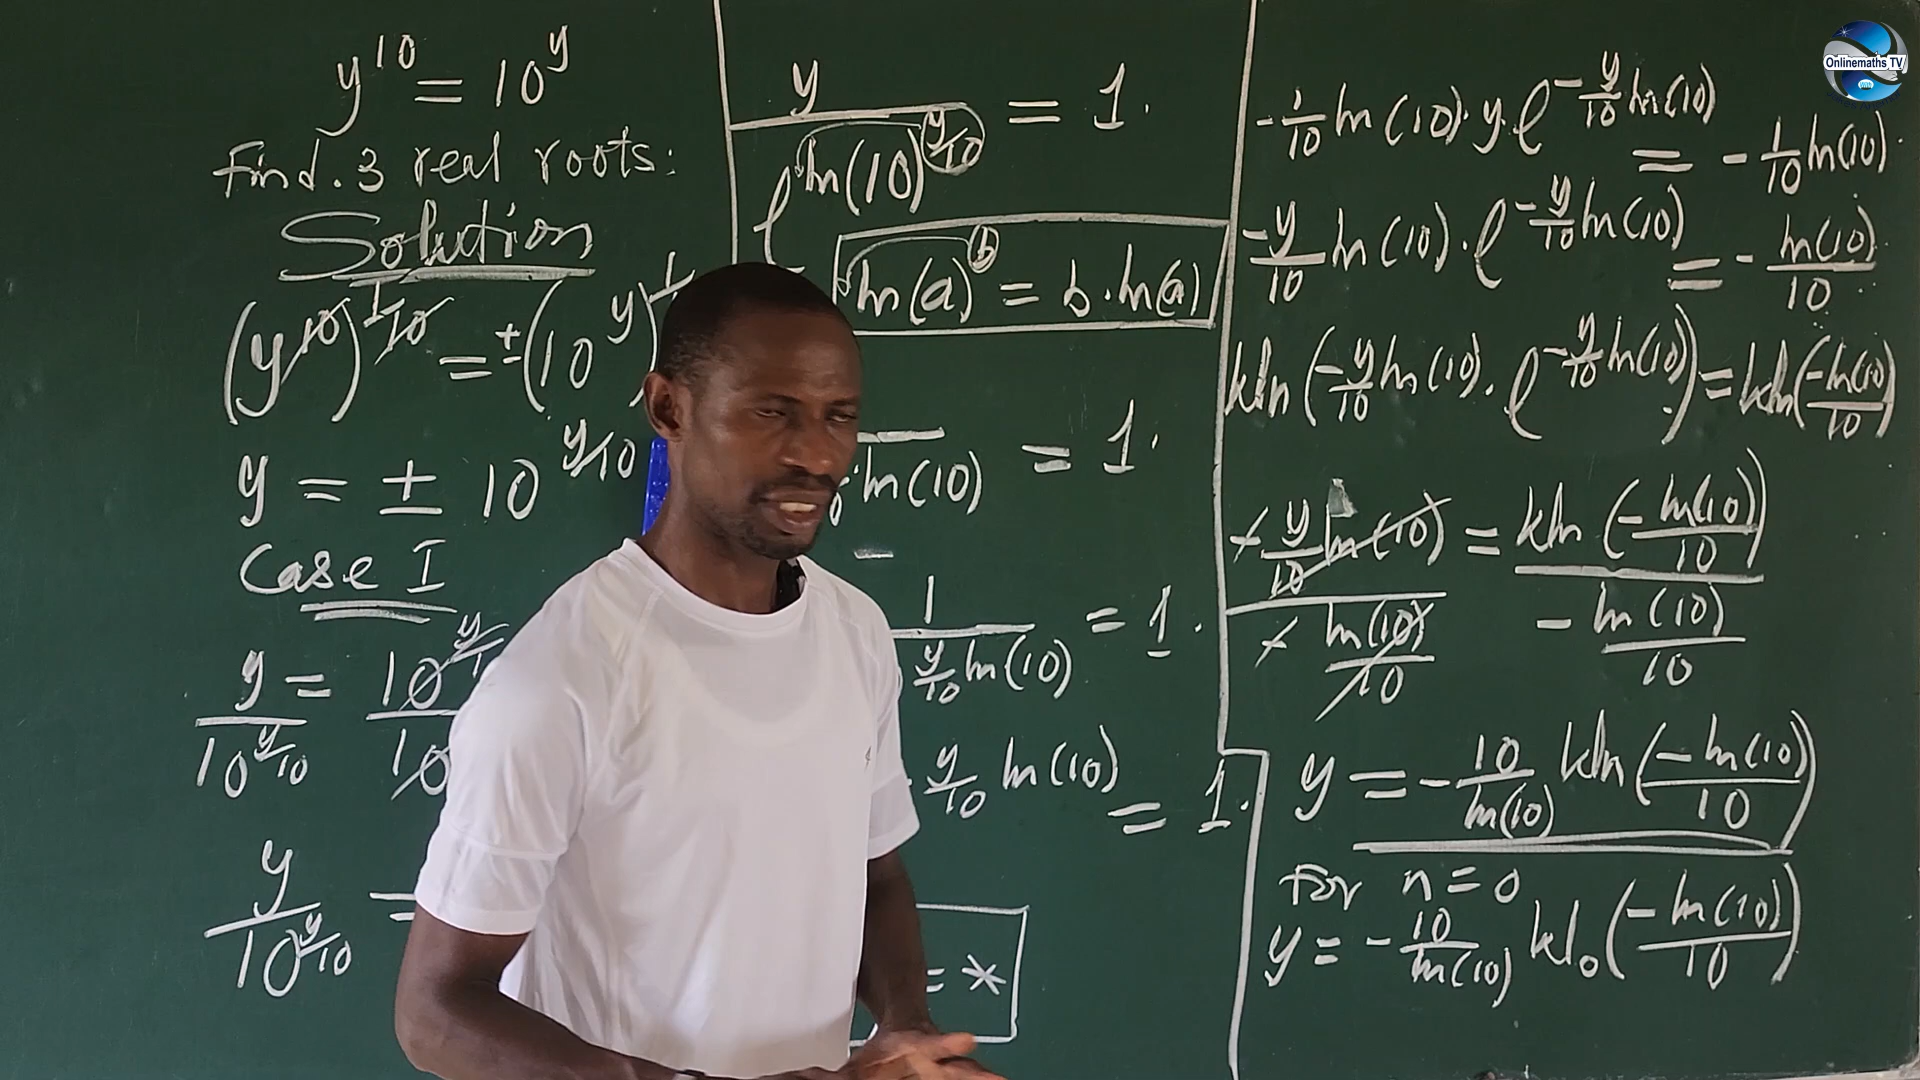 Onlinemaths TV
y^10 = 10^y
Find. 3 real roots:
Solution
(y^10)^1/10 = ±(10^y)
y = ± 10^y/10
Case I
y/10^y/10 = 10^y/
y/10^y/10 =
y/e^ln(10)^y/10 = 1.
ln(a)^b = b.ln(a)
ln(10) = 1.
1/ y/10 ln(10) = 1.
. y/10 ln(10) = 1.
= *
-1/10 ln(10).y.e^-y/10 ln(10) = -1/10 ln(10).
-y/10 ln(10).e^-y/10 ln(10) = -ln(10)/10
Wn(-y/10 ln(10).e^-y/10 ln(10)) = Wn(-ln(10)/10)
-y/10 ln(10)/-ln(10)/10 = Wn(-ln(10)/10)/-ln(10)/10
y = -10/ln(10) Wn(-ln(10)/10)
For n=0
y = -10/ln(10) W0(-ln(10)/10)